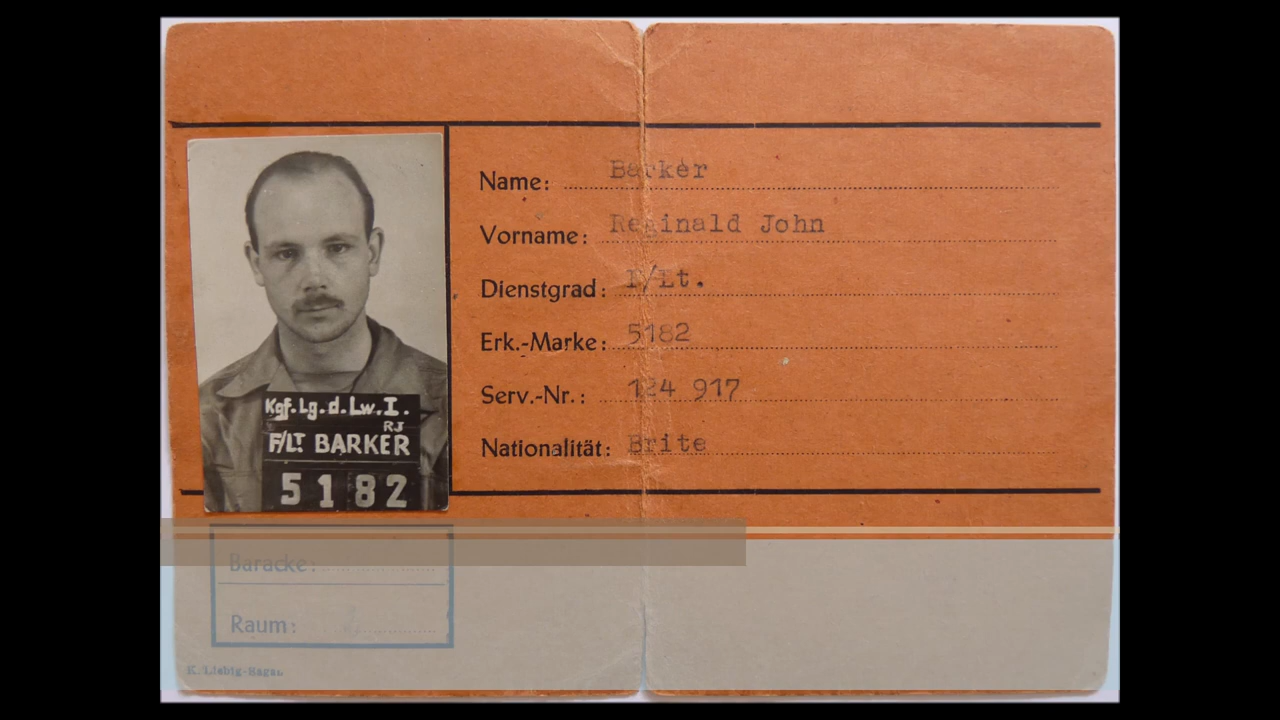 Name: Barker
Vorname: Reginald John
Dienstgrad: F/Lt.
Erk.-Marke: 5182
Serv.-Nr.: 124 917
Nationalität: Brite
Kgf.Lg.d.Lw.I.
RJ
F/LT BARKER
5182
Baracke:
Raum: